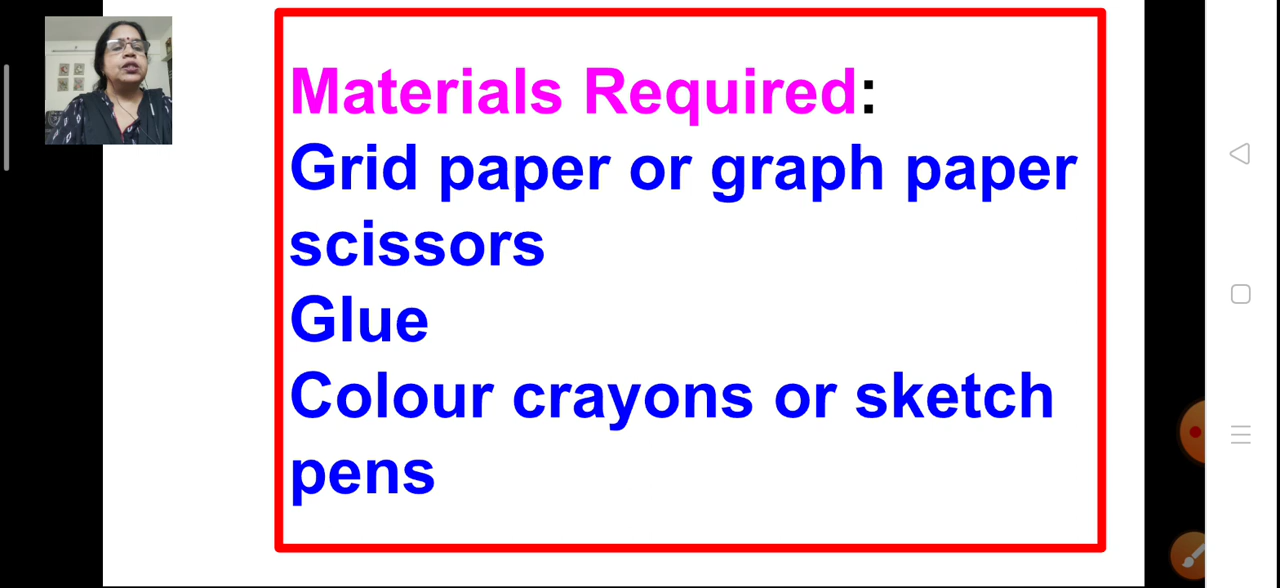 Materials Required:
Grid paper or graph paper
scissors
Glue
Colour crayons or sketch
pens